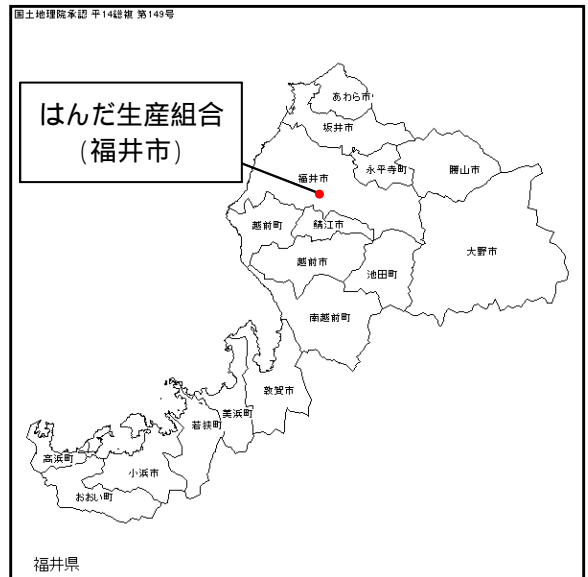 国土地理院承認 平14総複 第149号
はんだ生産組合
(福井市)
あわら市
坂井市
福井市
永平寺町
勝山市
越前町
鯖江市
大野市
越前市
池田町
南越前町
敦賀市
美浜町
若狭町
高浜町
小浜市
おおい町
福井県